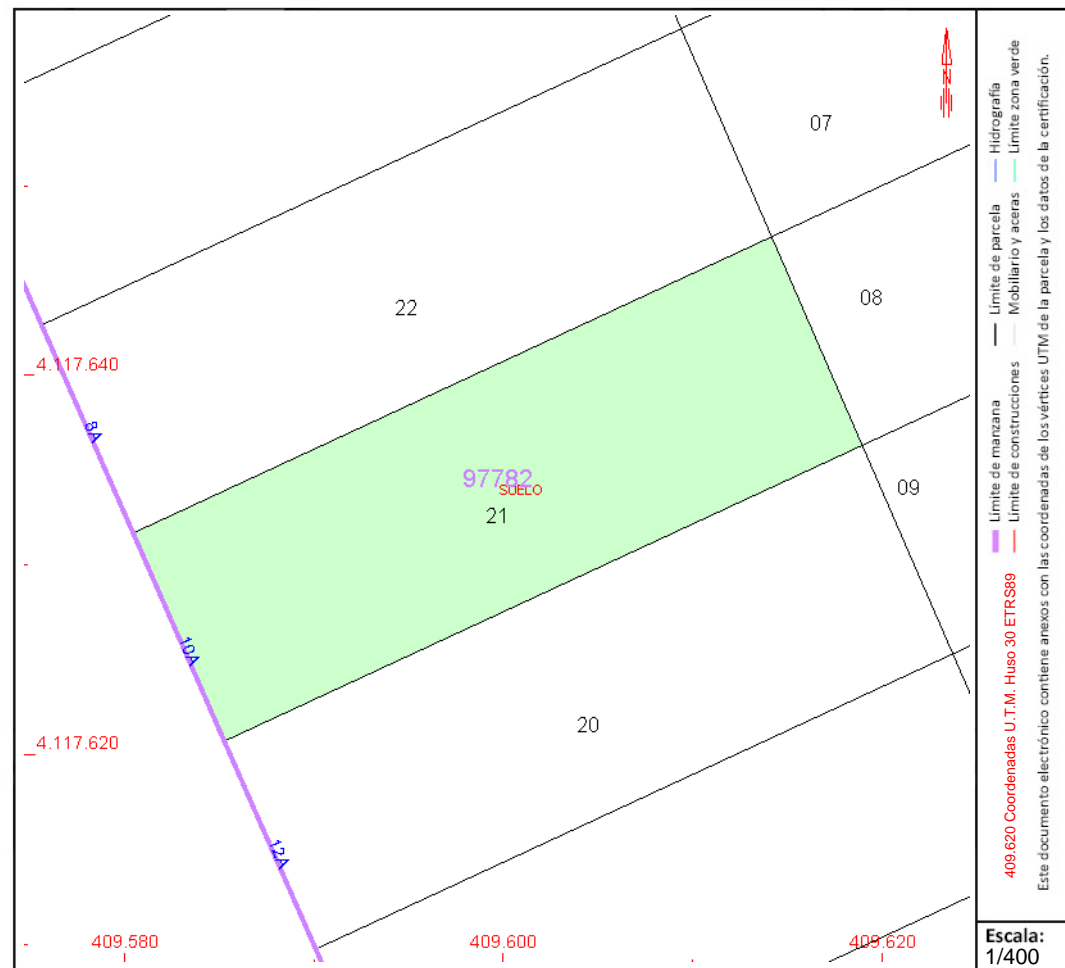 N
07
08
22
_4.117.640
8A
97782
SUELO
21
09
10A
20
_4.117.620
12A
409.580
409.600
409.620
409.620 Coordenadas U.T.M. Huso 30 ETRS89
Límite de manzana
Límite de construcciones
Límite de parcela
Mobiliario y aceras
Hidrografía
Límite zona verde
Este documento electrónico contiene anexos con las coordenadas de los vértices UTM de la parcela y los datos de la certificación.
Escala:
1/400